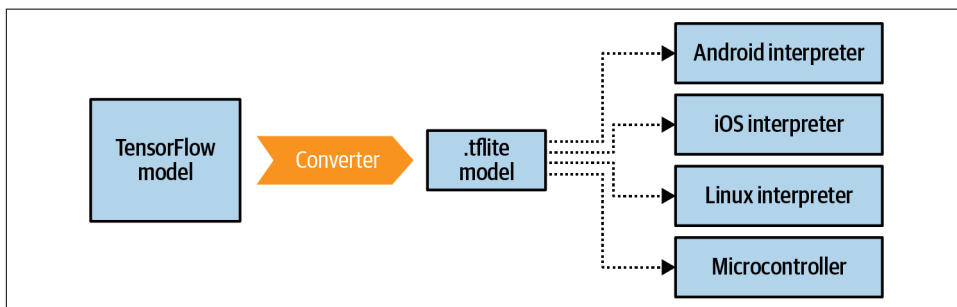 TensorFlow
model
Converter
.tflite
model
Android interpreter
iOS interpreter
Linux interpreter
Microcontroller